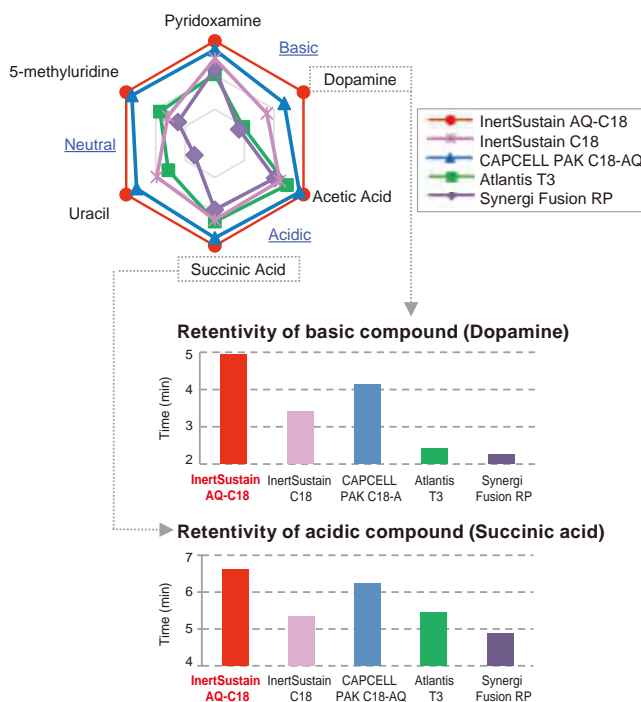 Pyridoxamine
Basic
5-methyluridine
Dopamine
InertSustain AQ-C18
InertSustain C18
Neutral
CAPCELL PAK C18-AQ
Atlantis T3
Synergi Fusion RP
Acetic Acid
Uracil
Acidic
Succinic Acid
Retentivity of basic compound (Dopamine)
5
4
3
2
Time (min)
InertSustain
AQ-C18
InertSustain
C18
CAPCELL
PAK C18-A
Atlantis
T3
Synergi
Fusion RP
Retentivity of acidic compound (Succinic acid)
7
6
5
4
Time (min)
InertSustain
AQ-C18
InertSustain
C18
CAPCELL
PAK C18-AQ
Atlantis
T3
Synergi
Fusion RP